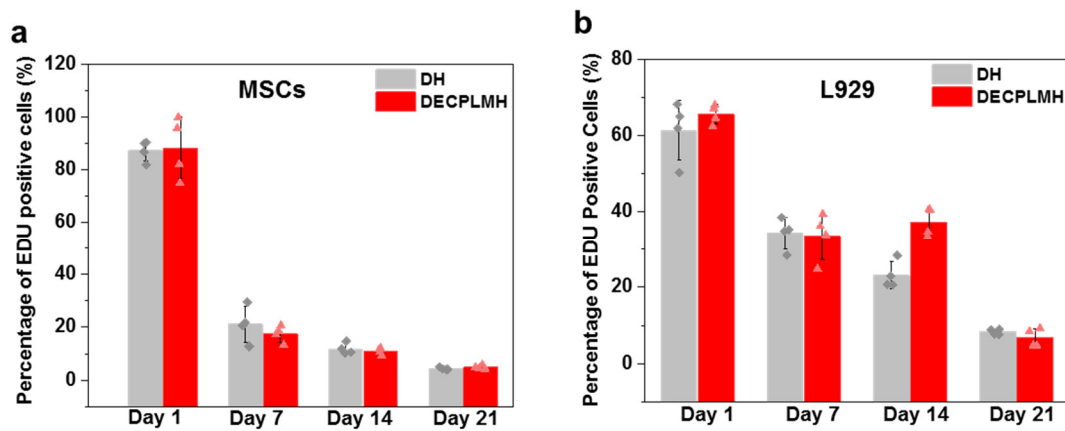 a
Percentage of EDU positive cells (%)
120
100
80
60
40
20
0
MSCs
DH
DECPLMH
Day 1 Day 7 Day 14 Day 21
b
Percentage of EDU Positive Cells (%)
80
60
40
20
0
L929
DH
DECPLMH
Day 1 Day 7 Day 14 Day 21